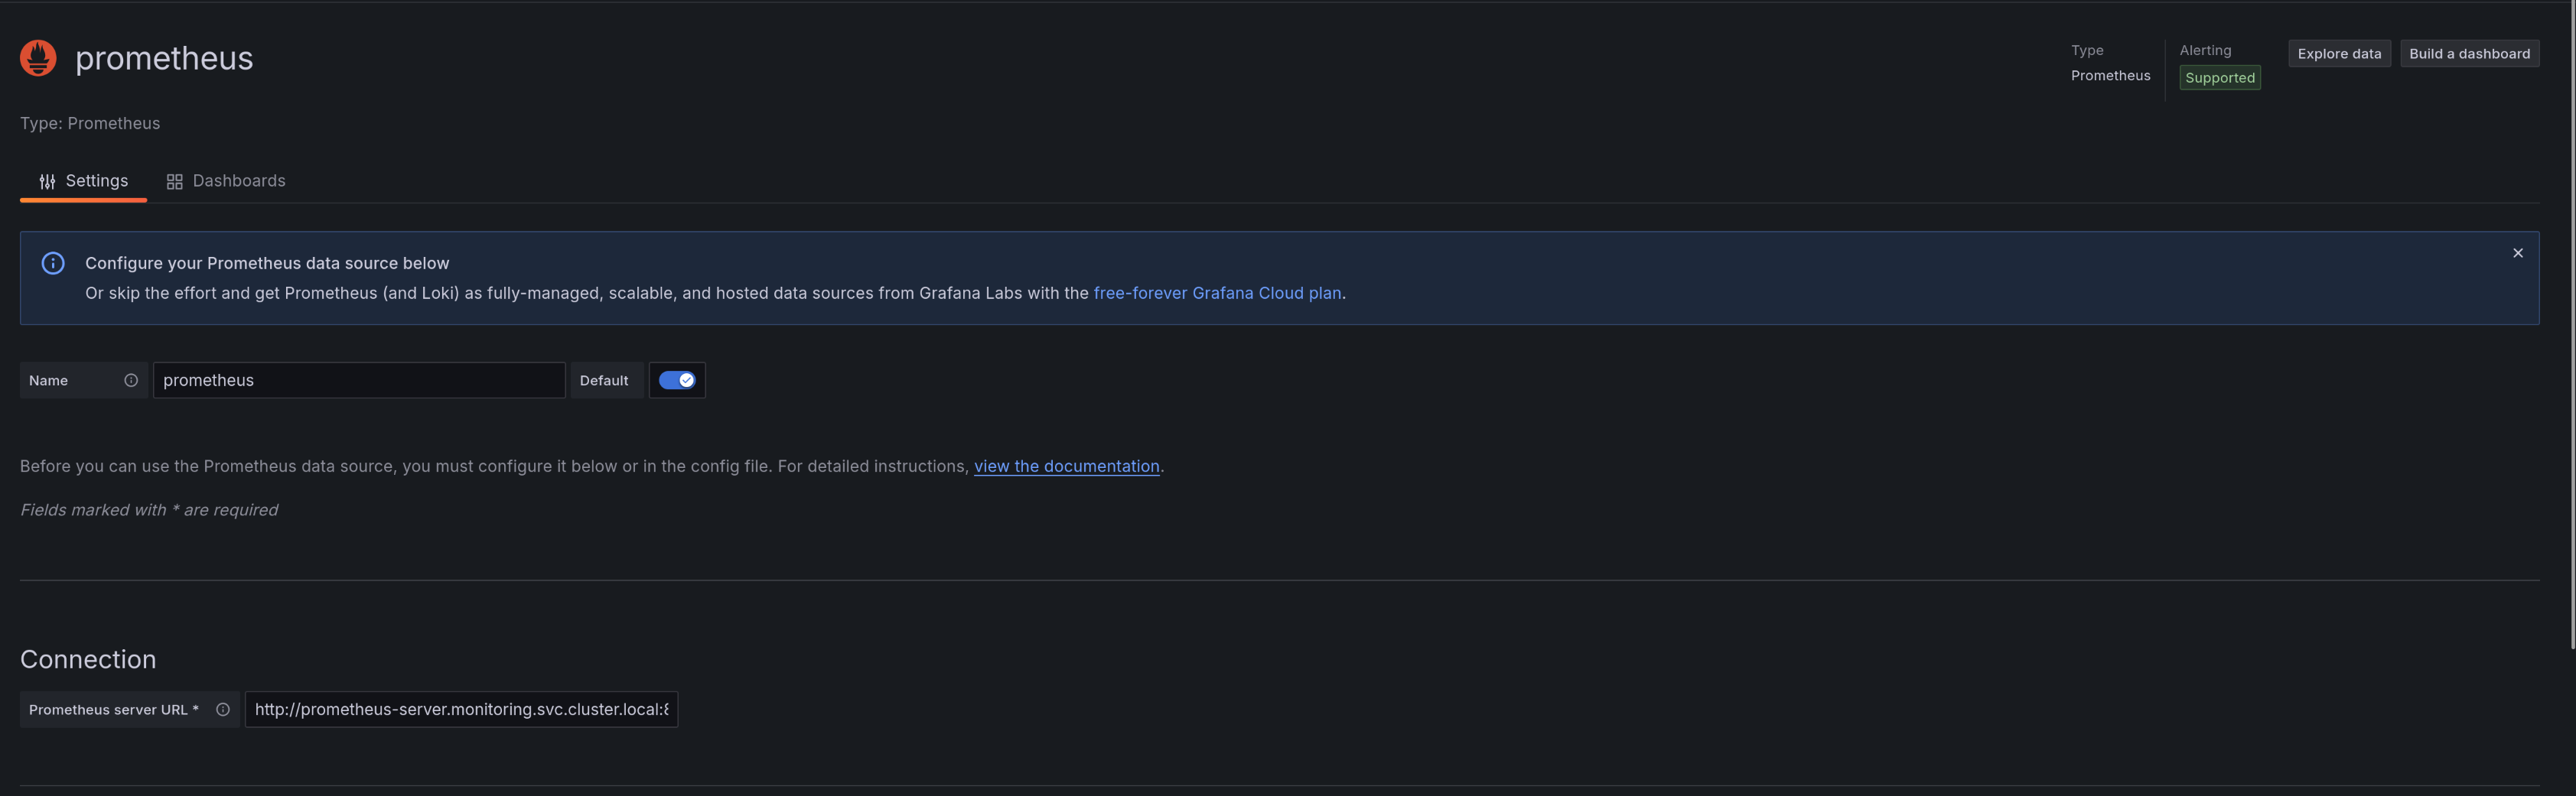 prometheus
Type
Prometheus
Alerting
Supported
Explore data
Build a dashboard
Type: Prometheus
Settings
Dashboards
Configure your Prometheus data source below
Or skip the effort and get Prometheus (and Loki) as fully-managed, scalable, and hosted data sources from Grafana Labs with the free-forever Grafana Cloud plan.
Name
prometheus
Default
Before you can use the Prometheus data source, you must configure it below or in the config file. For detailed instructions, view the documentation.
Fields marked with * are required
Connection
Prometheus server URL *
http://prometheus-server.monitoring.svc.cluster.local: